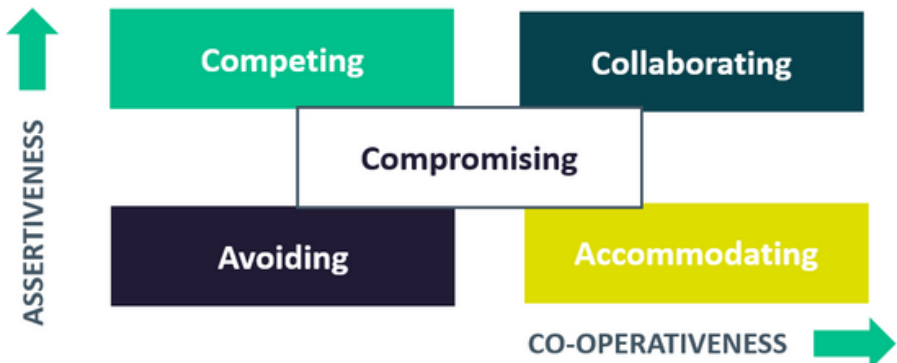 Competing
Collaborating
Compromising
Avoiding
Accommodating
ASSERTIVENESS
CO-OPERATIVENESS